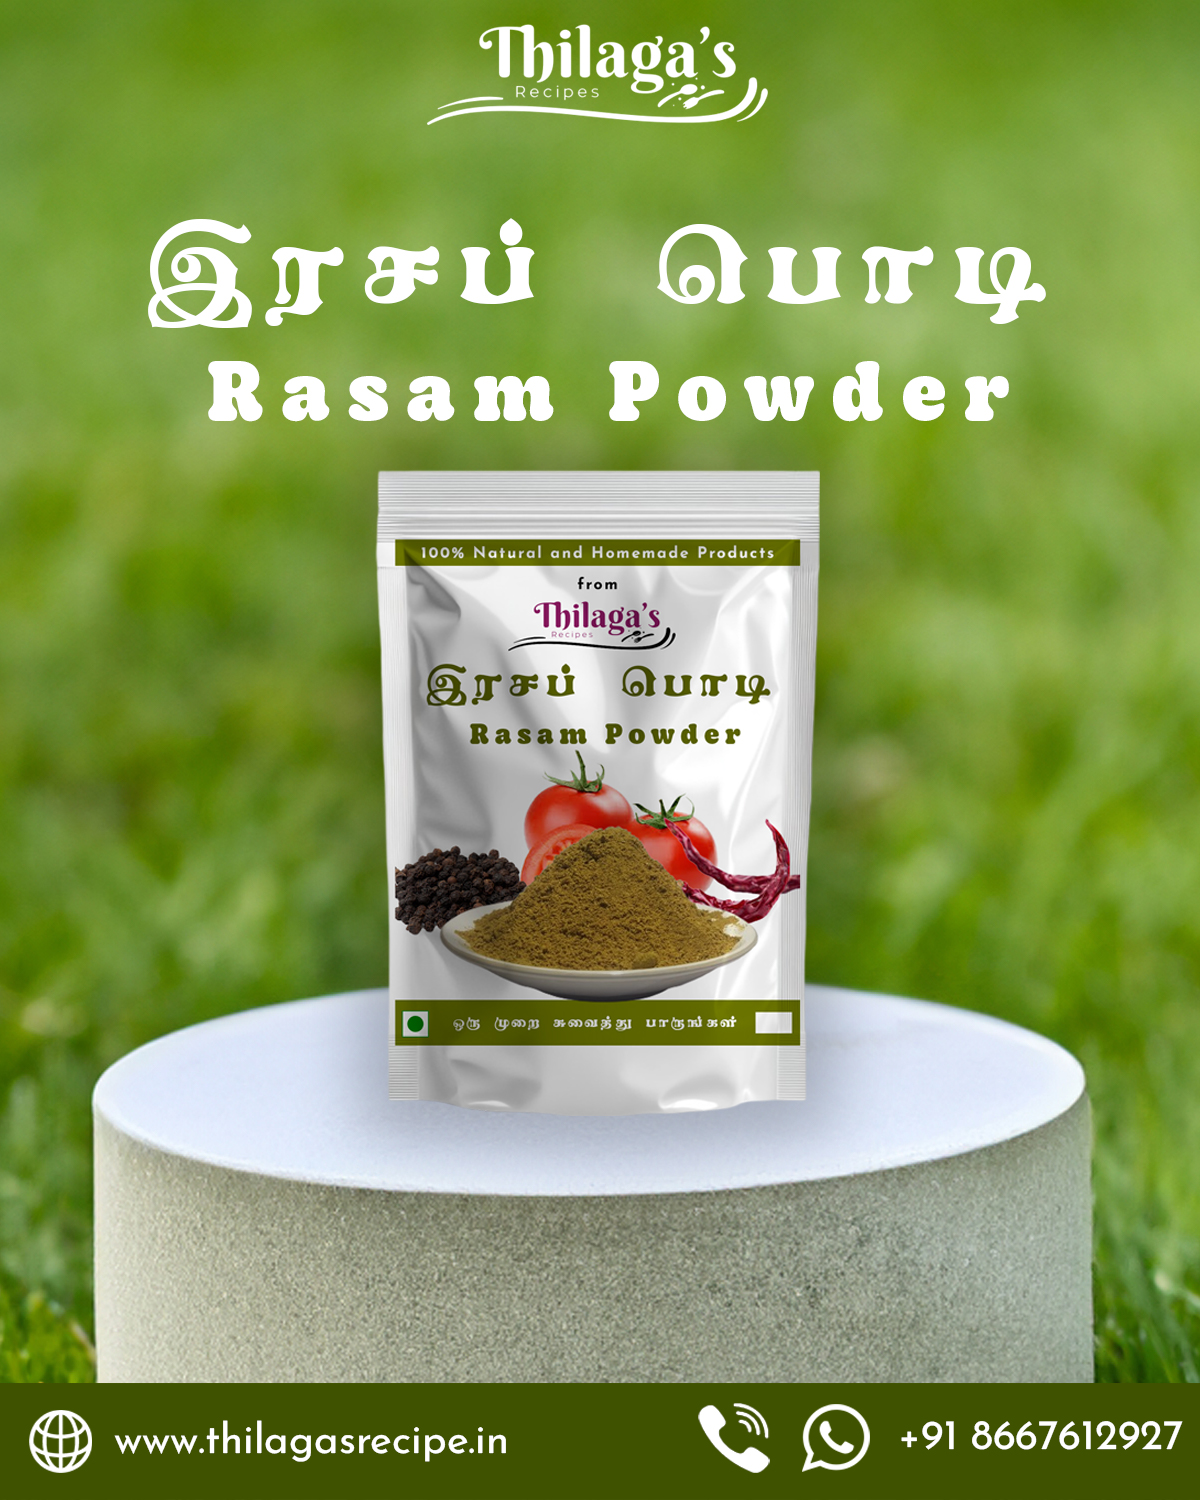 Thilaga's
Recipes
இரசப் பொடி
Rasam Powder
100% Natural and Homemade Products
from
Thilaga's
Recipes
இரசப் பொடி
Rasam Powder
ஒரு முறை சுவைத்து பாருங்கள்
www.thilagasrecipe.in
+91 8667612927